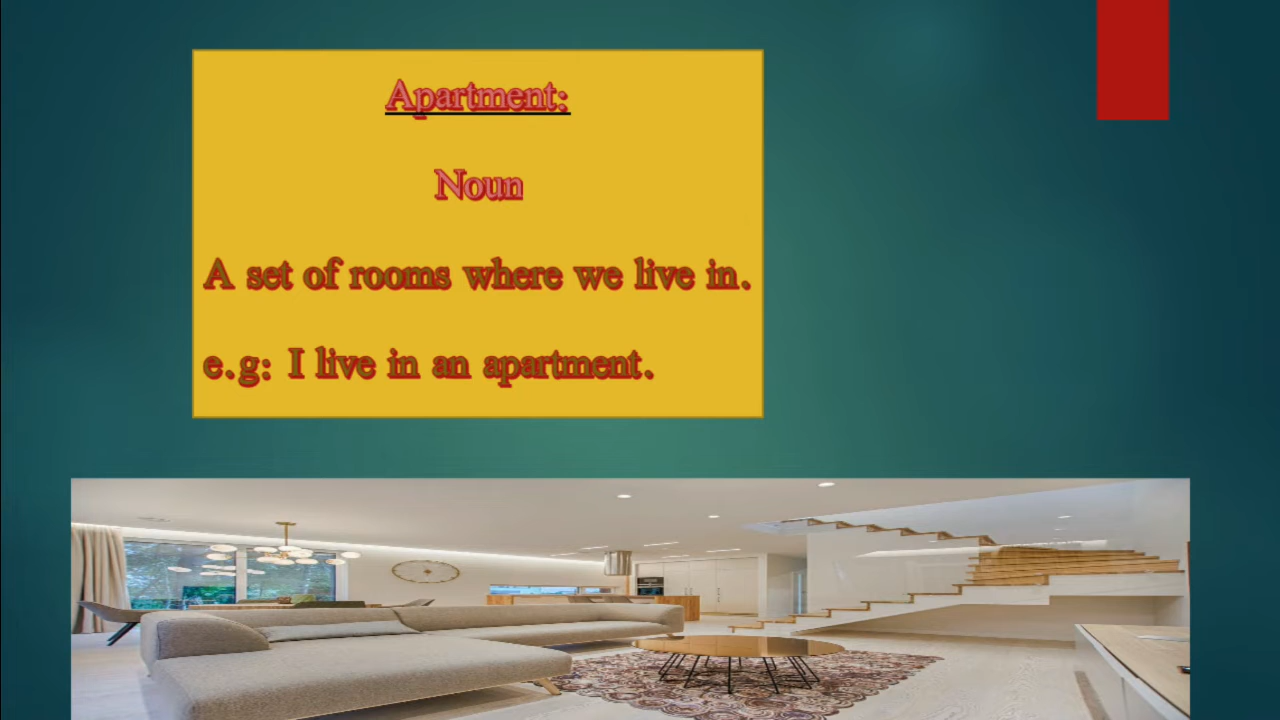 Apartment:
Noun
A set of rooms where we live in.
e.g: I live in an apartment.